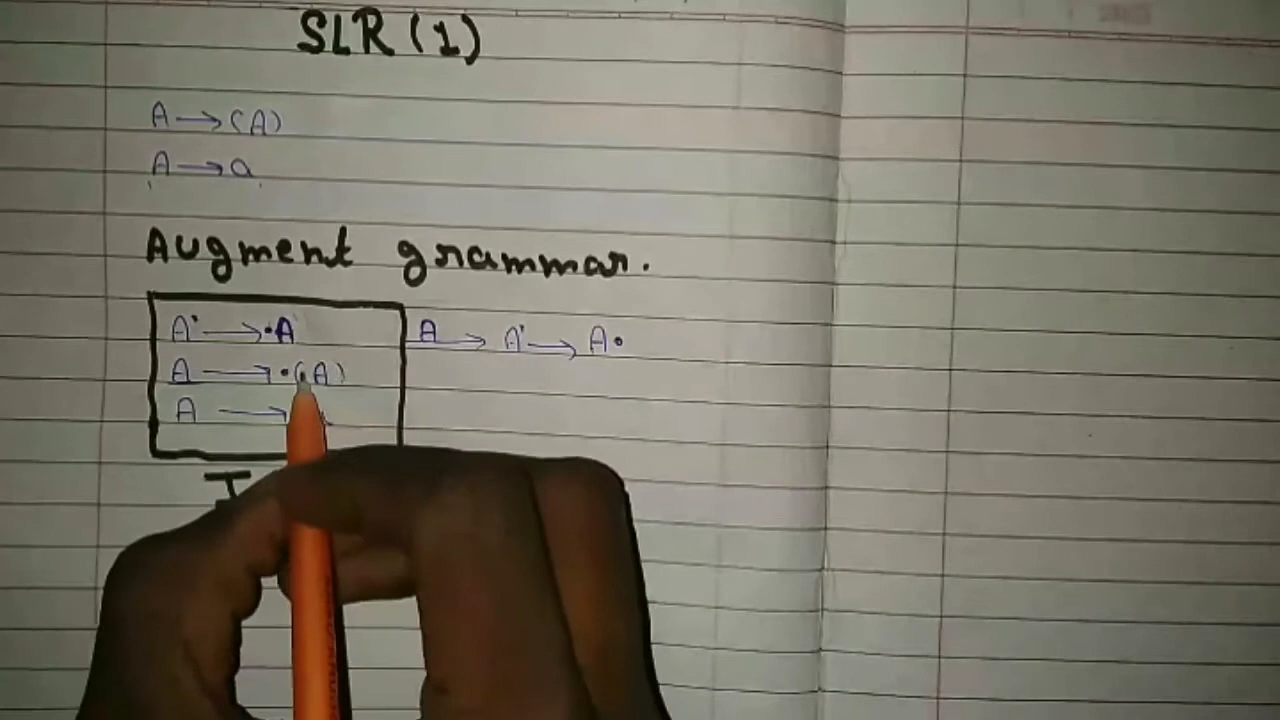 SLR (1)
A → (A)
A → a
Augment grammar.
A' → •A
A → •(A)
A →
A → A' → A•
I